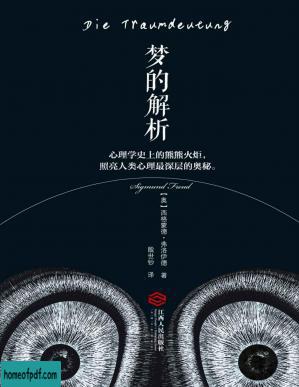 Die Traumdeutung
梦的解析
心理学史上的熊熊火炬，
照亮人类心理最深层的奥秘。
Sigmund Freud
【奥】西格蒙德·弗洛伊德 著
殷世钞 译
江西人民出版社
homeofpdf.com